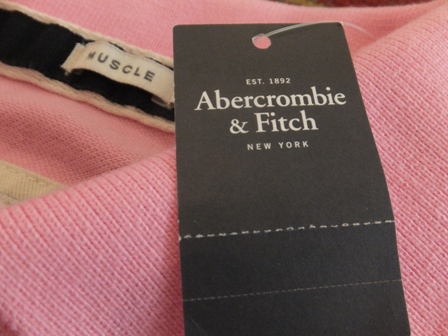 MUSCLE
EST. 1892
Abercrombie
& Fitch
NEW YORK